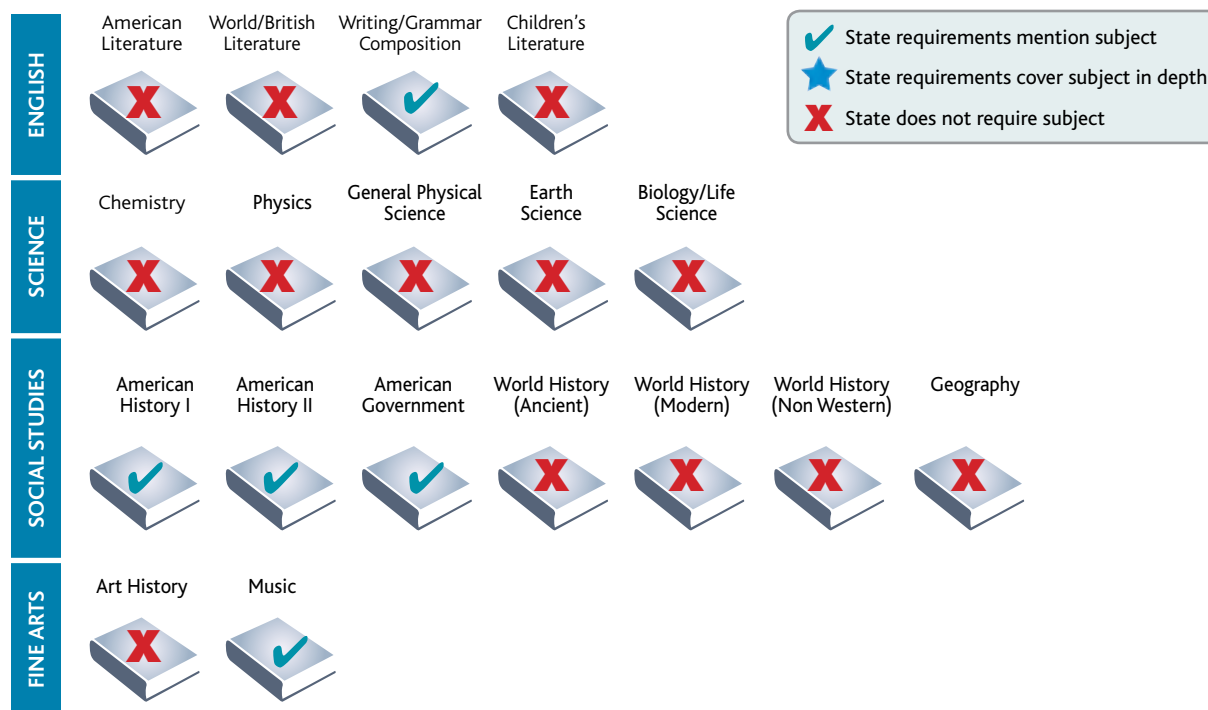 ENGLISH
American
Literature
World/British
Literature
Writing/Grammar
Composition
Children's
Literature
State requirements mention subject
State requirements cover subject in depth
State does not require subject
SCIENCE
Chemistry
Physics
General Physical
Science
Earth
Science
Biology/Life
Science
SOCIAL STUDIES
American
History I
American
History II
American
Government
World History
(Ancient)
World History
(Modern)
World History
(Non Western)
Geography
FINE ARTS
Art History
Music